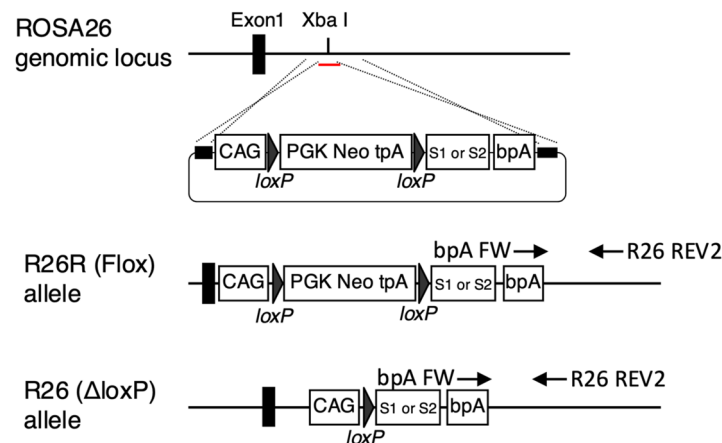 ROSA26
genomic locus
Exon1 Xba I
CAG PGK Neo tpA S1 or S2 bpA
loxP loxP
R26R (Flox)
allele
bpA FW R26 REV2
CAG PGK Neo tpA S1 or S2 bpA
loxP loxP
R26 (ΔloxP)
allele
bpA FW R26 REV2
CAG S1 or S2 bpA
loxP